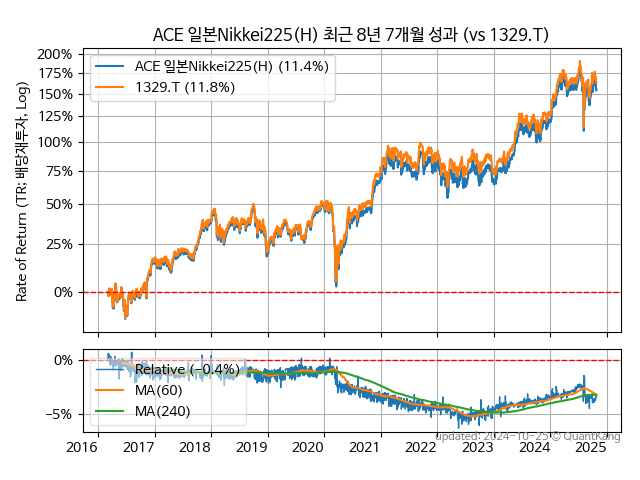 ACE 일본Nikkei225(H) 최근 8년 7개월 성과 (vs 1329.T)
200%
175%
150%
125%
100%
75%
50%
25%
0%
Rate of Return (TR: 배당재투자, Log)
ACE 일본Nikkei225(H) (11.4%)
1329.T (11.8%)
0%
−5%
Relative (−0.4%)
MA(60)
MA(240)
2016 2017 2018 2019 2020 2021 2022 2023 2024 2025
updated: 2024-10-25 © QuantKang